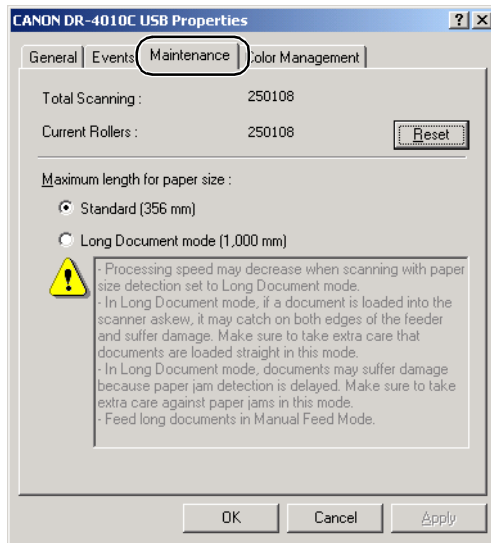 CANON DR-4010C USB Properties
General Events Maintenance Color Management
Total Scanning : 250108
Current Rollers : 250108 Reset
Maximum length for paper size :
Standard (356 mm)
Long Document mode (1,000 mm)
- Processing speed may decrease when scanning with paper
size detection set to Long Document mode.
- In Long Document mode, if a document is loaded into the
scanner askew, it may catch on both edges of the feeder
and suffer damage. Make sure to take extra care that
documents are loaded straight in this mode.
- In Long Document mode, documents may suffer damage
because paper jam detection is delayed. Make sure to take
extra care against paper jams in this mode.
- Feed long documents in Manual Feed Mode.
OK Cancel Apply